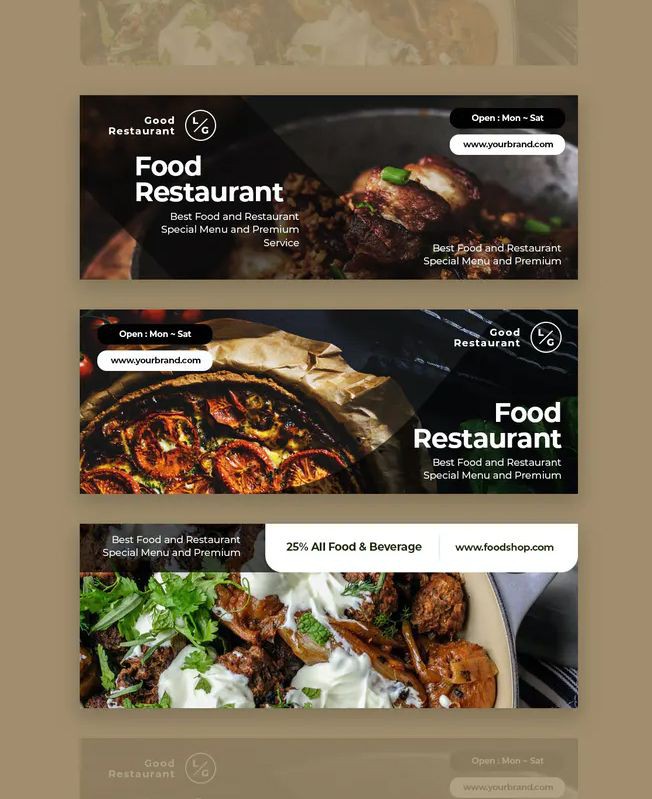 Good
Restaurant
L/G
Open : Mon ~ Sat
www.yourbrand.com
Food
Restaurant
Best Food and Restaurant
Special Menu and Premium
Service
Best Food and Restaurant
Special Menu and Premium
Open : Mon ~ Sat
www.yourbrand.com
Good
Restaurant
L/G
Food
Restaurant
Best Food and Restaurant
Special Menu and Premium
Best Food and Restaurant
Special Menu and Premium
25% All Food & Beverage
www.foodshop.com
Good
Restaurant
L/G
Open : Mon ~ Sat
www.yourbrand.com